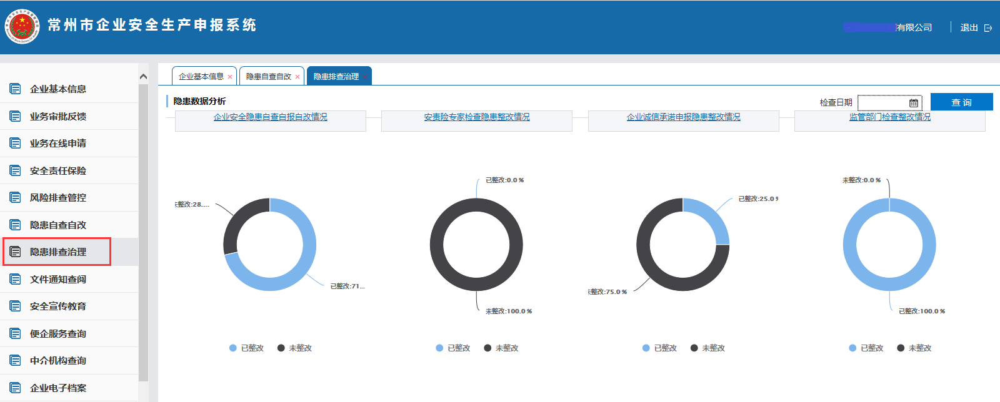 常州市企业安全生产申报系统
有限公司
退出
企业基本信息
业务审批反馈
业务在线申请
安全责任保险
风险排查管控
隐患自查自改
隐患排查治理
文件通知查阅
安全宣传教育
便企服务查询
中介机构查询
企业电子档案
企业基本信息 ×
隐患自查自改 ×
隐患排查治理 ×
隐患数据分析
检查日期
查 询
企业安全隐患自查自报自改情况
安责险专家检查隐患整改情况
企业诚信承诺申报隐患整改情况
监管部门检查整改情况
未整改:28....
已整改:71...
已整改 未整改
已整改:0.0 %
未整改:100.0 %
已整改 未整改
已整改:25.0 %
未整改:75.0 %
已整改 未整改
未整改:0.0 %
已整改:100.0 %
已整改 未整改